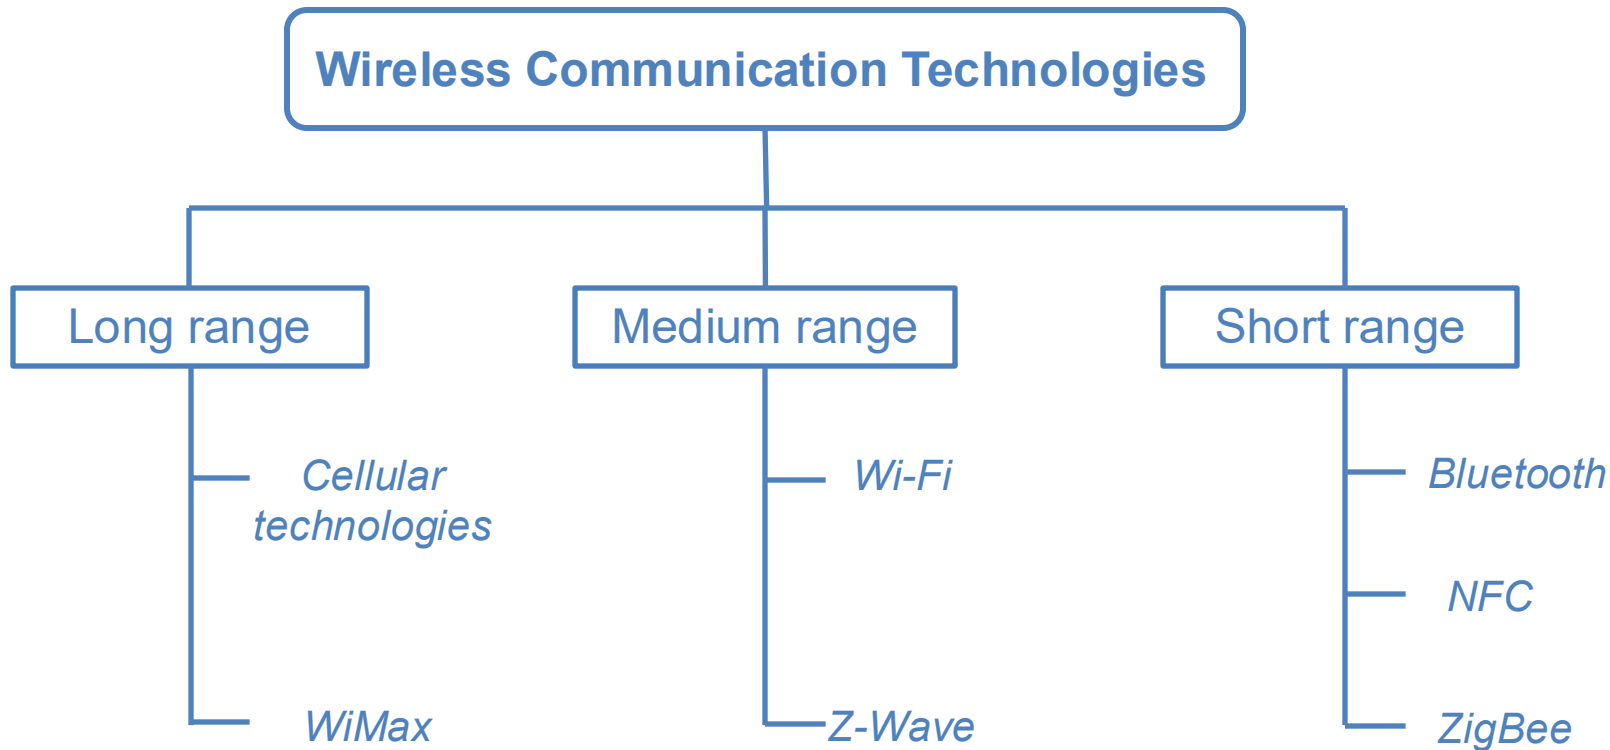 Wireless Communication Technologies
Long range
Medium range
Short range
Cellular
technologies
WiMax
Wi-Fi
Z-Wave
Bluetooth
NFC
ZigBee